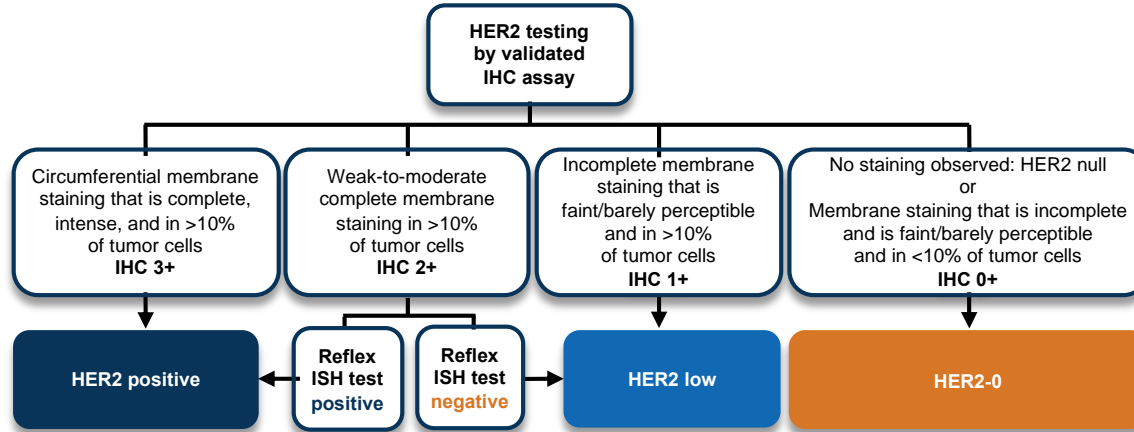 HER2 testing
by validated
IHC assay
Circumferential membrane
staining that is complete,
intense, and in >10%
of tumor cells
IHC 3+
Weak-to-moderate
complete membrane
staining in >10%
of tumor cells
IHC 2+
Incomplete membrane
staining that is
faint/barely perceptible
and in >10%
of tumor cells
IHC 1+
No staining observed: HER2 null
or
Membrane staining that is incomplete
and is faint/barely perceptible
and in <10% of tumor cells
IHC 0+
HER2 positive
Reflex
ISH test
positive
Reflex
ISH test
negative
HER2 low
HER2-0